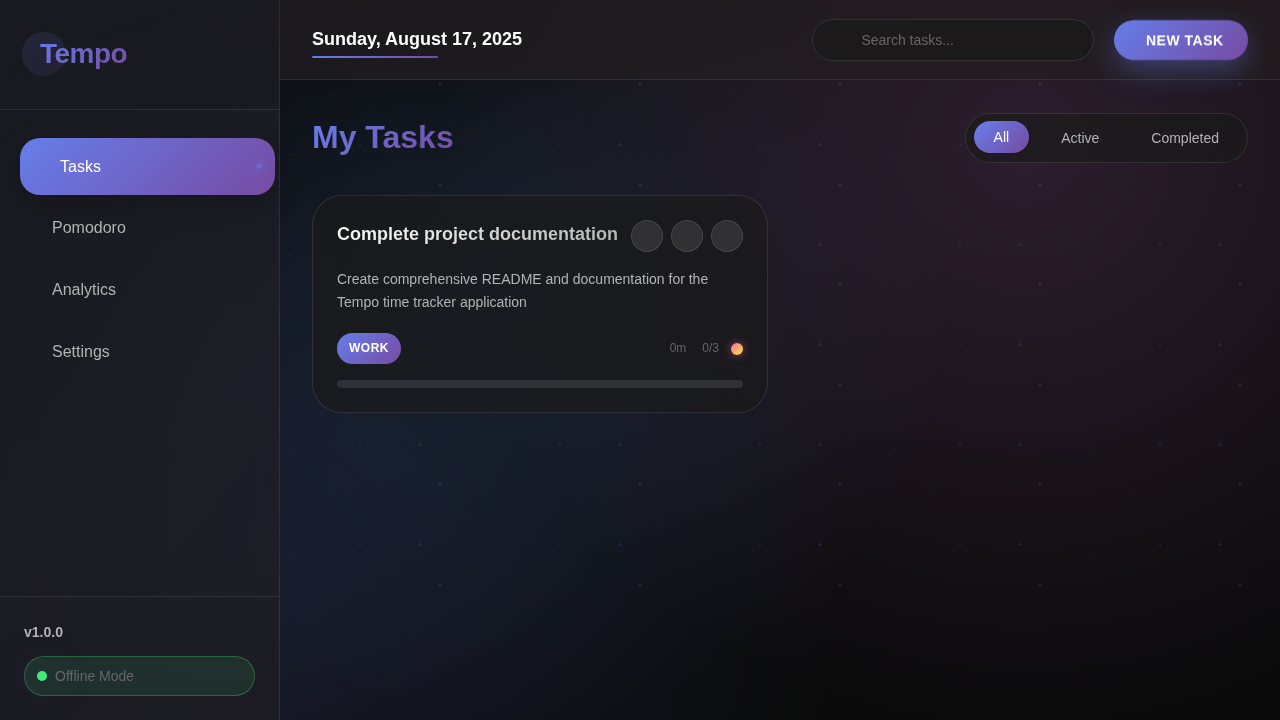 Tempo
Sunday, August 17, 2025
Search tasks...
NEW TASK
Tasks
Pomodoro
Analytics
Settings
v1.0.0
Offline Mode
My Tasks
All
Active
Completed
Complete project documentation
Create comprehensive README and documentation for the
Tempo time tracker application
WORK
0m
0/3